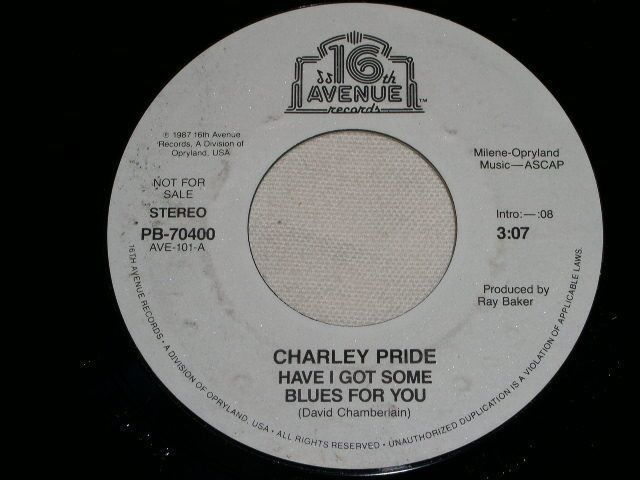 16th
AVENUE™
records
℗ 1987 16th Avenue
Records, A Division of
Opryland, USA
NOT FOR
SALE
STEREO
PB-70400
AVE-101-A
Milene-Opryland
Music—ASCAP
Intro:—:08
3:07
Produced by
Ray Baker
CHARLEY PRIDE
HAVE I GOT SOME
BLUES FOR YOU
(David Chamberlain)
16TH AVENUE RECORDS • A DIVISION OF OPRYLAND, USA • ALL RIGHTS RESERVED • UNAUTHORIZED DUPLICATION IS A VIOLATION OF APPLICABLE LAWS.